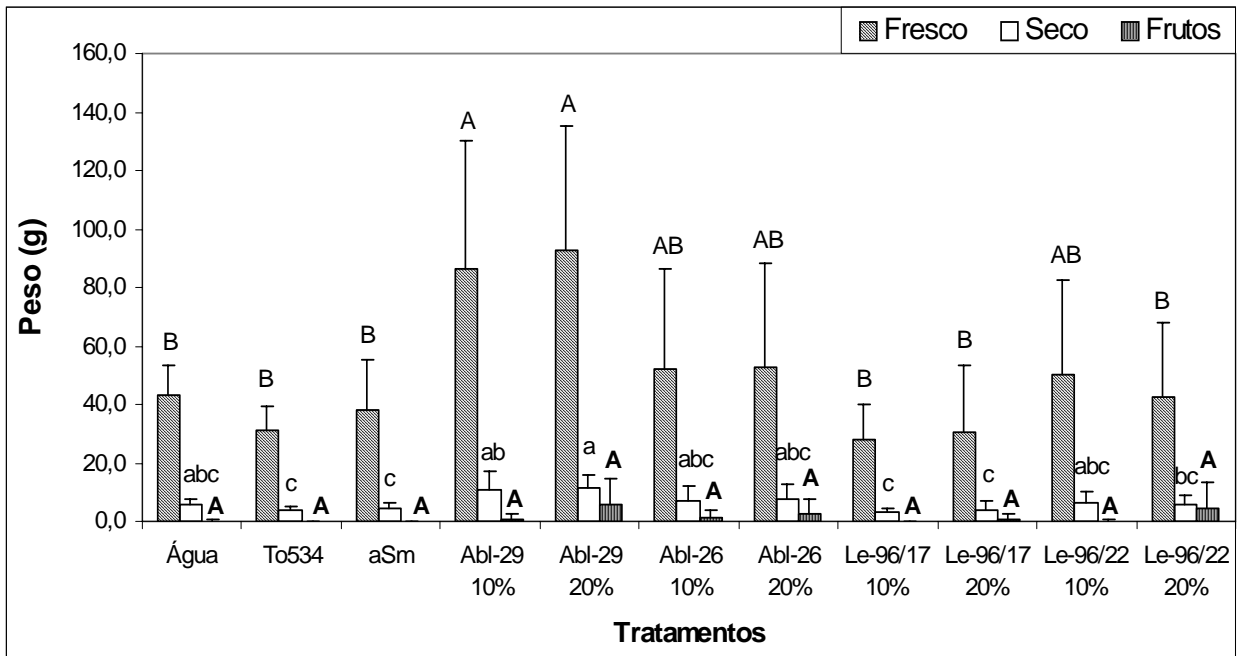 Fresco Seco Frutos
160,0
140,0
120,0
100,0
80,0
60,0
40,0
20,0
0,0
Peso (g)
B B B A A AB AB B B AB B
abc c c ab a abc abc c c abc bc
A A A A A A A A A A A
Água To534 aSm Abl-29 Abl-29 Abl-26 Abl-26 Le-96/17 Le-96/17 Le-96/22 Le-96/22
10% 20% 10% 20% 10% 20% 10% 20%
Tratamentos